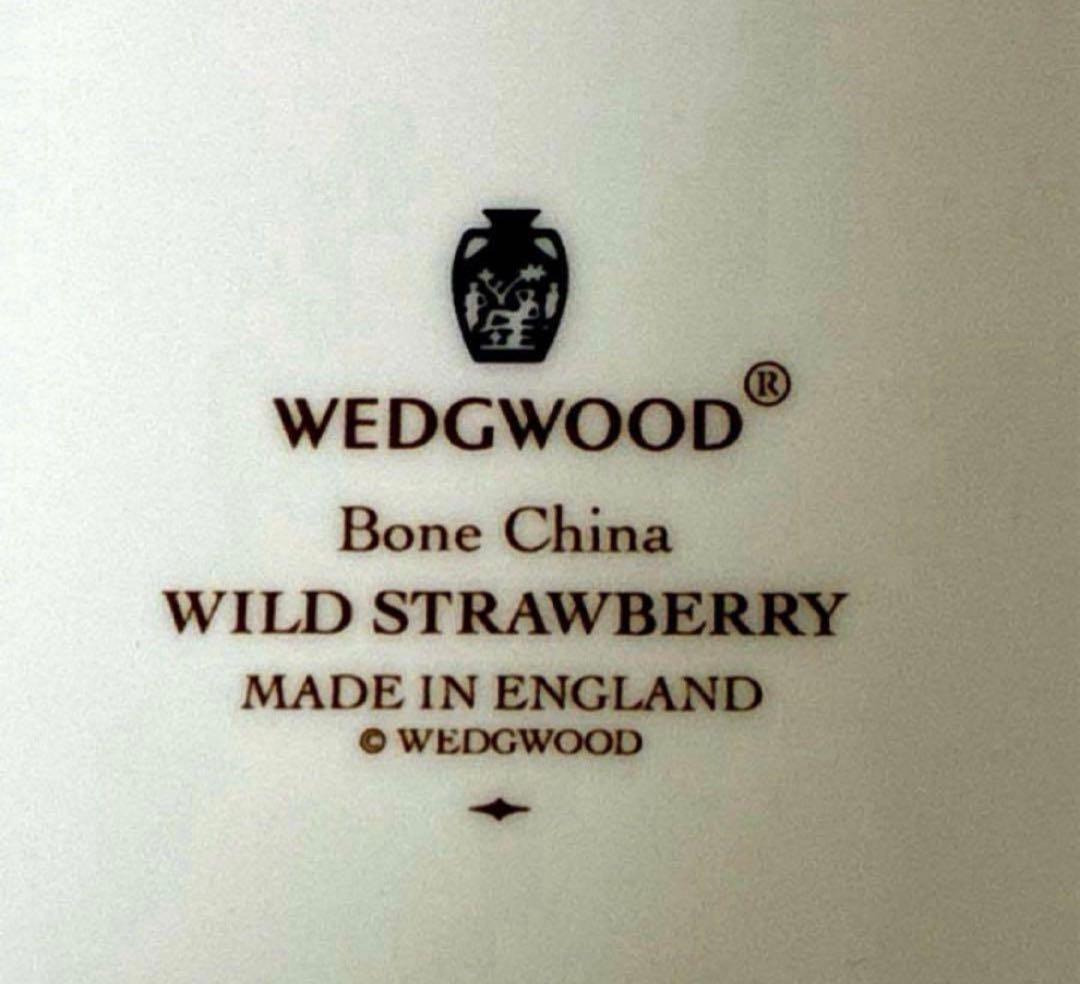 WEDGWOOD®
Bone China
WILD STRAWBERRY
MADE IN ENGLAND
© WEDGWOOD